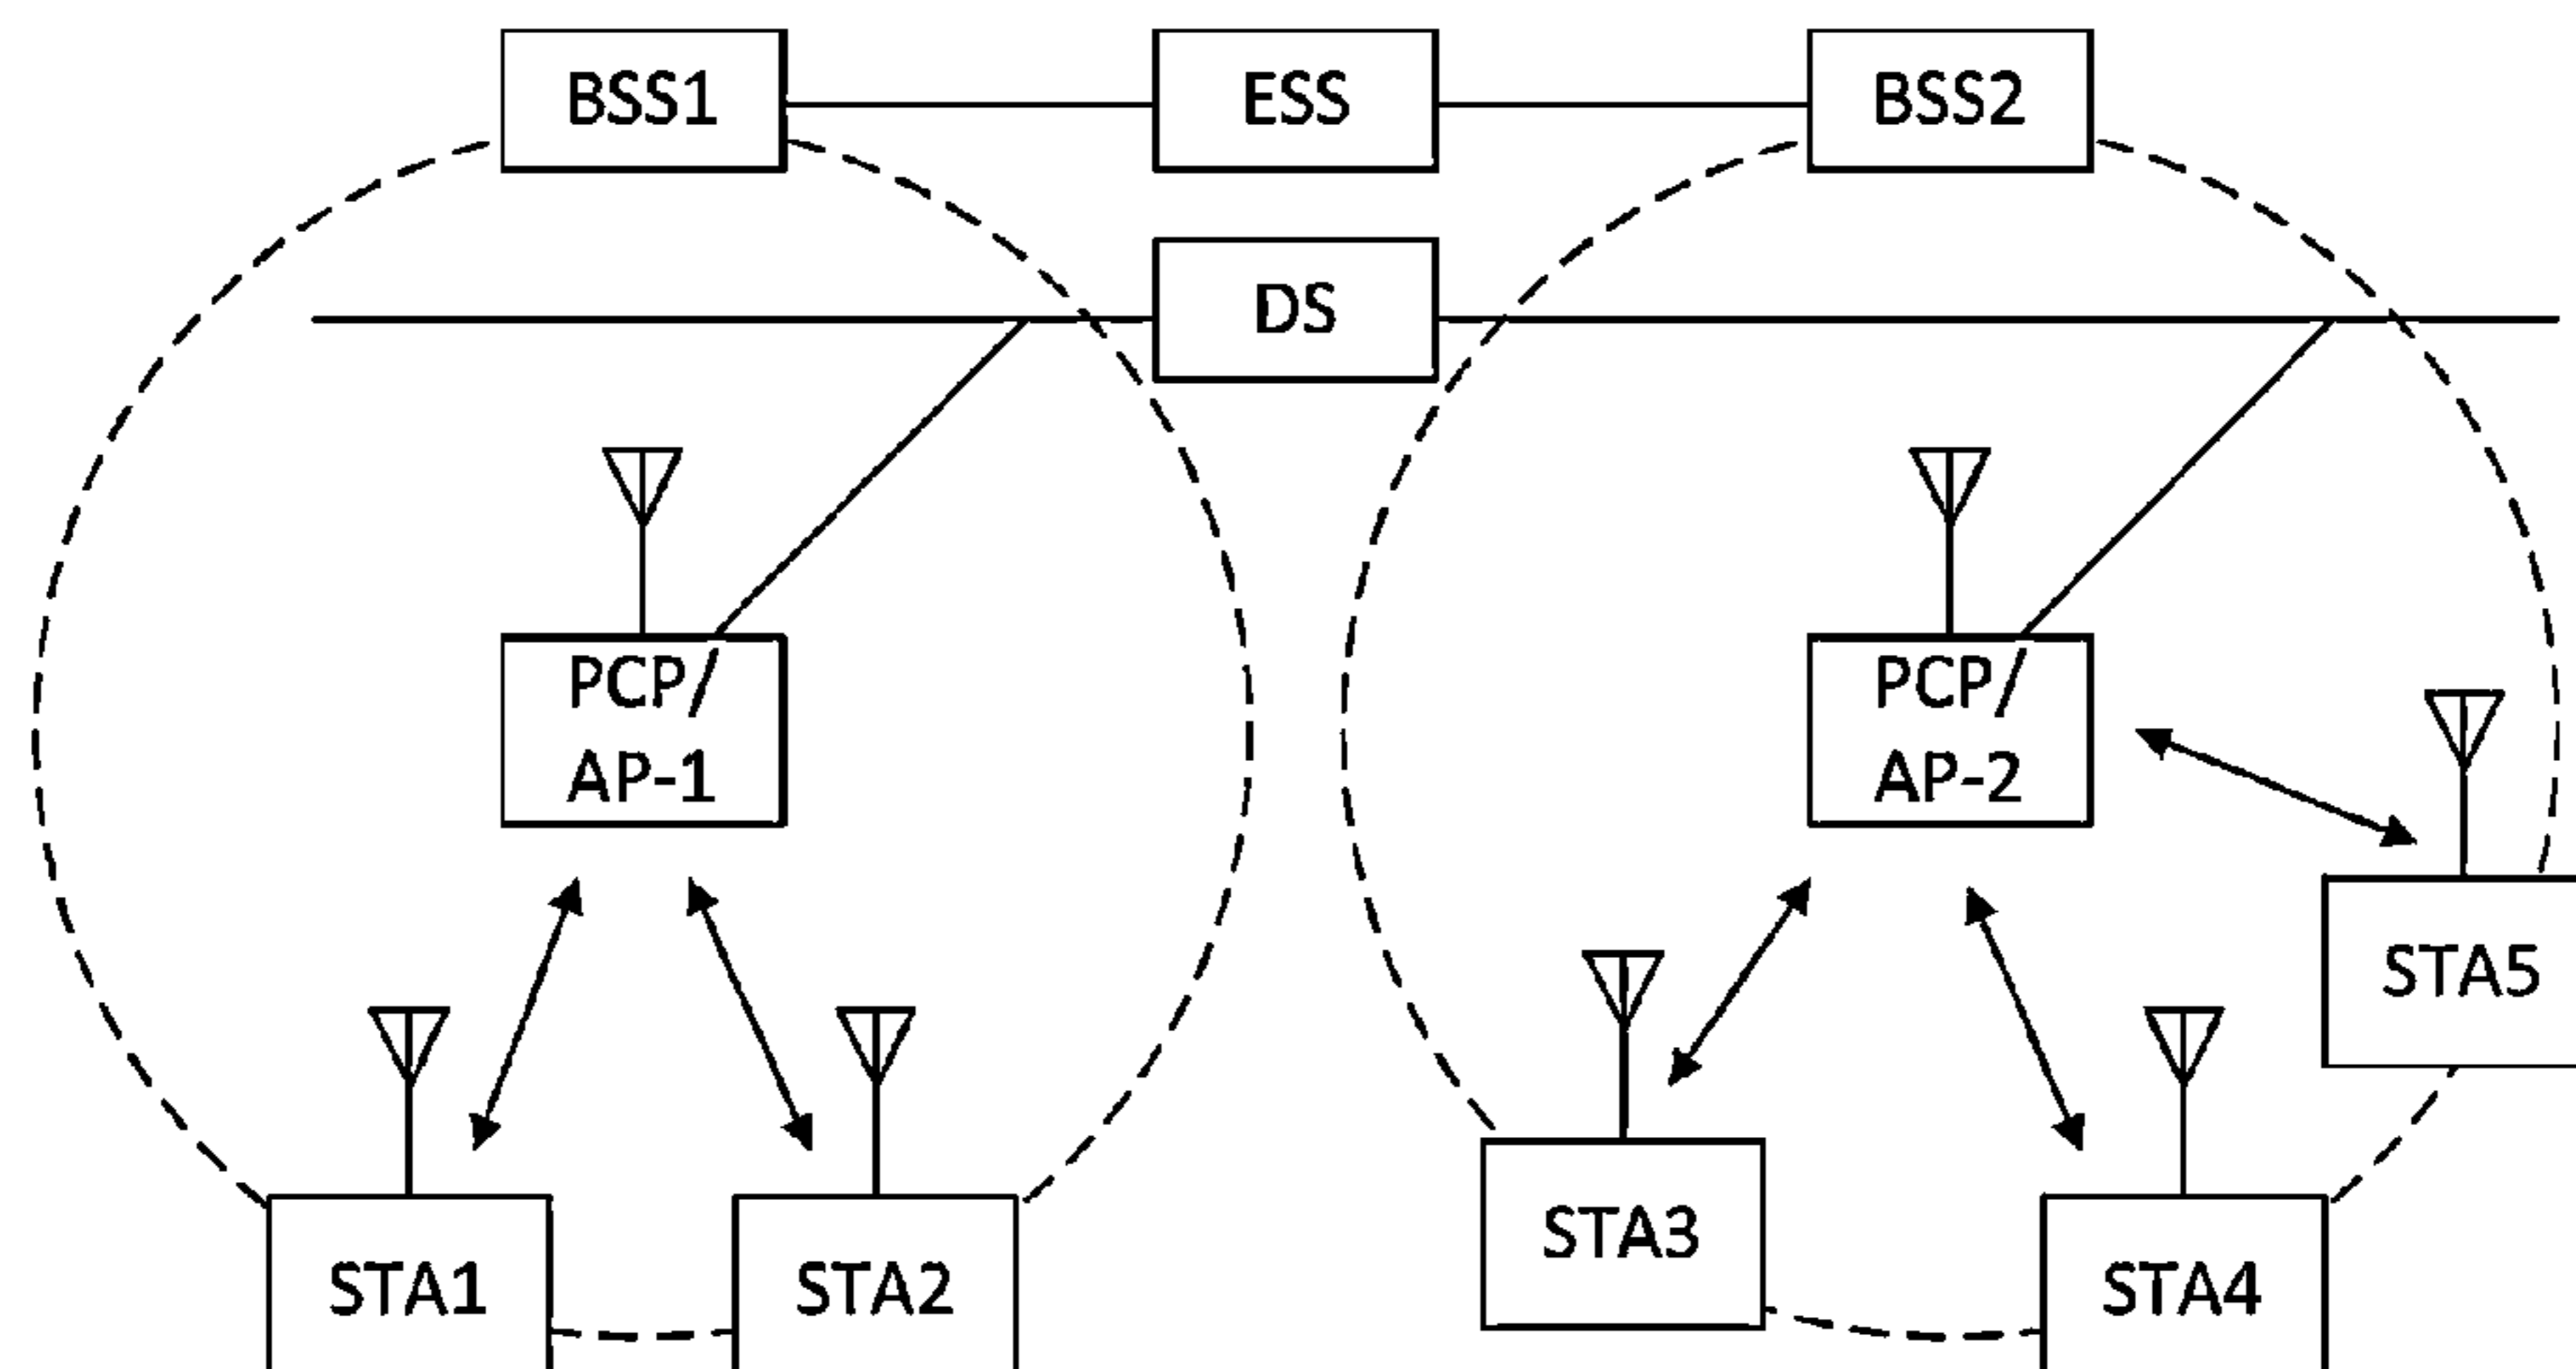 BSS1
ESS
BSS2
DS
PCP/
AP-1
PCP/
AP-2
STA5
STA3
STA1
STA2
STA4